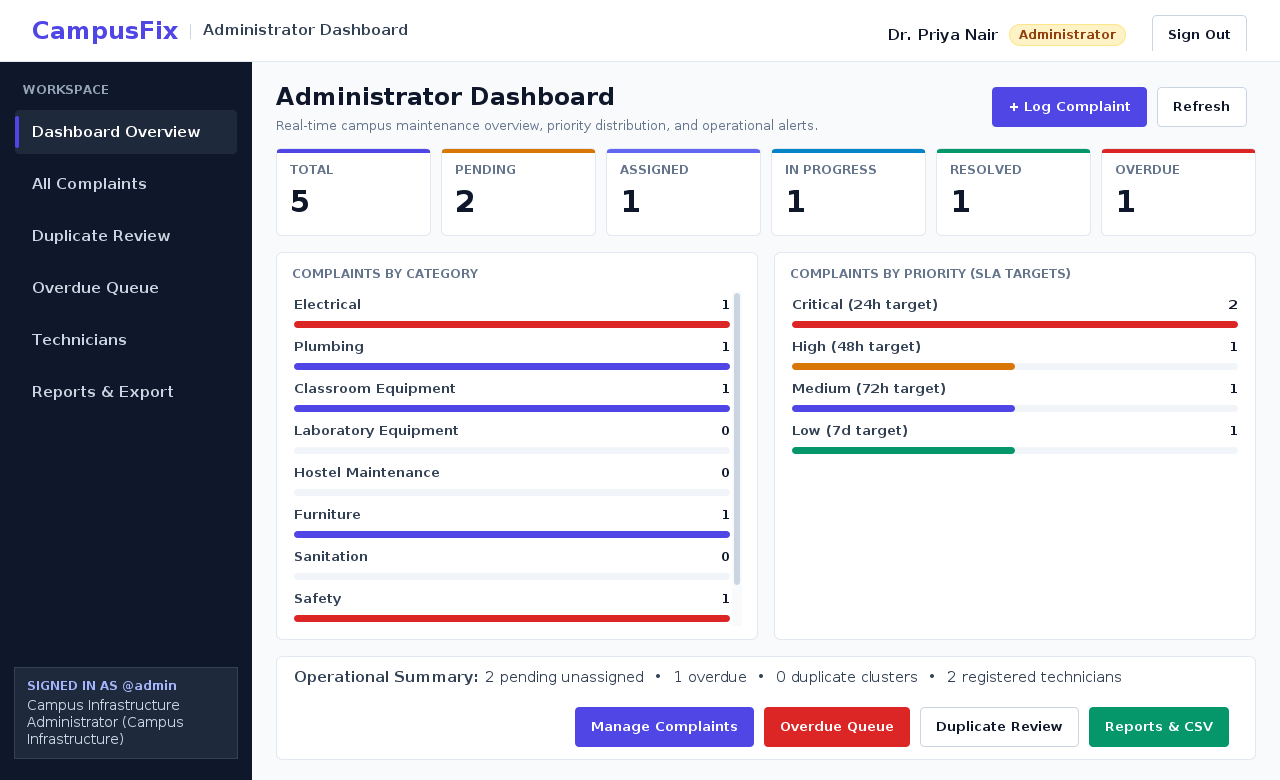 CampusFix
Administrator Dashboard
Dr. Priya Nair
Administrator
Sign Out
WORKSPACE
Dashboard Overview
All Complaints
Duplicate Review
Overdue Queue
Technicians
Reports & Export
SIGNED IN AS @admin
Campus Infrastructure
Administrator (Campus
Infrastructure)
Administrator Dashboard
Real-time campus maintenance overview, priority distribution, and operational alerts.
+ Log Complaint
Refresh
TOTAL
5
PENDING
2
ASSIGNED
1
IN PROGRESS
1
RESOLVED
1
OVERDUE
1
COMPLAINTS BY CATEGORY
Electrical 1
Plumbing 1
Classroom Equipment 1
Laboratory Equipment 0
Hostel Maintenance 0
Furniture 1
Sanitation 0
Safety 1
COMPLAINTS BY PRIORITY (SLA TARGETS)
Critical (24h target) 2
High (48h target) 1
Medium (72h target) 1
Low (7d target) 1
Operational Summary: 2 pending unassigned • 1 overdue • 0 duplicate clusters • 2 registered technicians
Manage Complaints
Overdue Queue
Duplicate Review
Reports & CSV